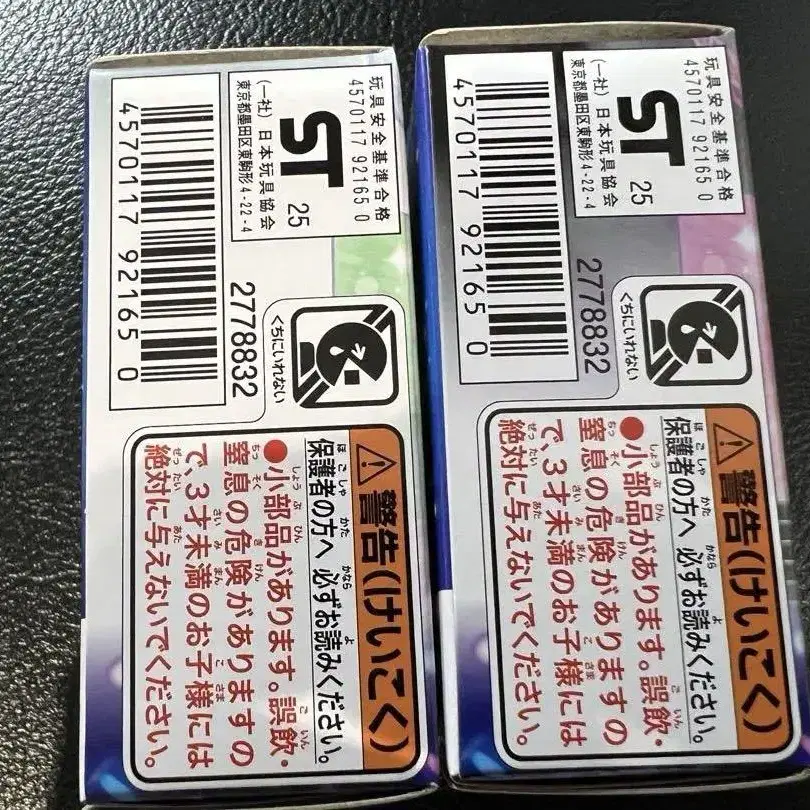 玩具安全基準合格
4570117 92165 0
ST 25
(一社) 日本玩具協会
東京都墨田区東駒形4-22-4
4570117 92165 0
2778832
くちにいれない
警告(けいこく)
保護者の方へ 必ずお読みください。
●小部品があります。誤飲・
窒息の危険がありますの
で、3才未満のお子様には
絶対に与えないでください。
玩具安全基準合格
4570117 92165 0
ST 25
(一社) 日本玩具協会
東京都墨田区東駒形4-22-4
4570117 92165 0
2778832
くちにいれない
警告(けいこく)
保護者の方へ 必ずお読みください。
●小部品があります。誤飲・
窒息の危険がありますの
で、3才未満のお子様には
絶対に与えないでください。